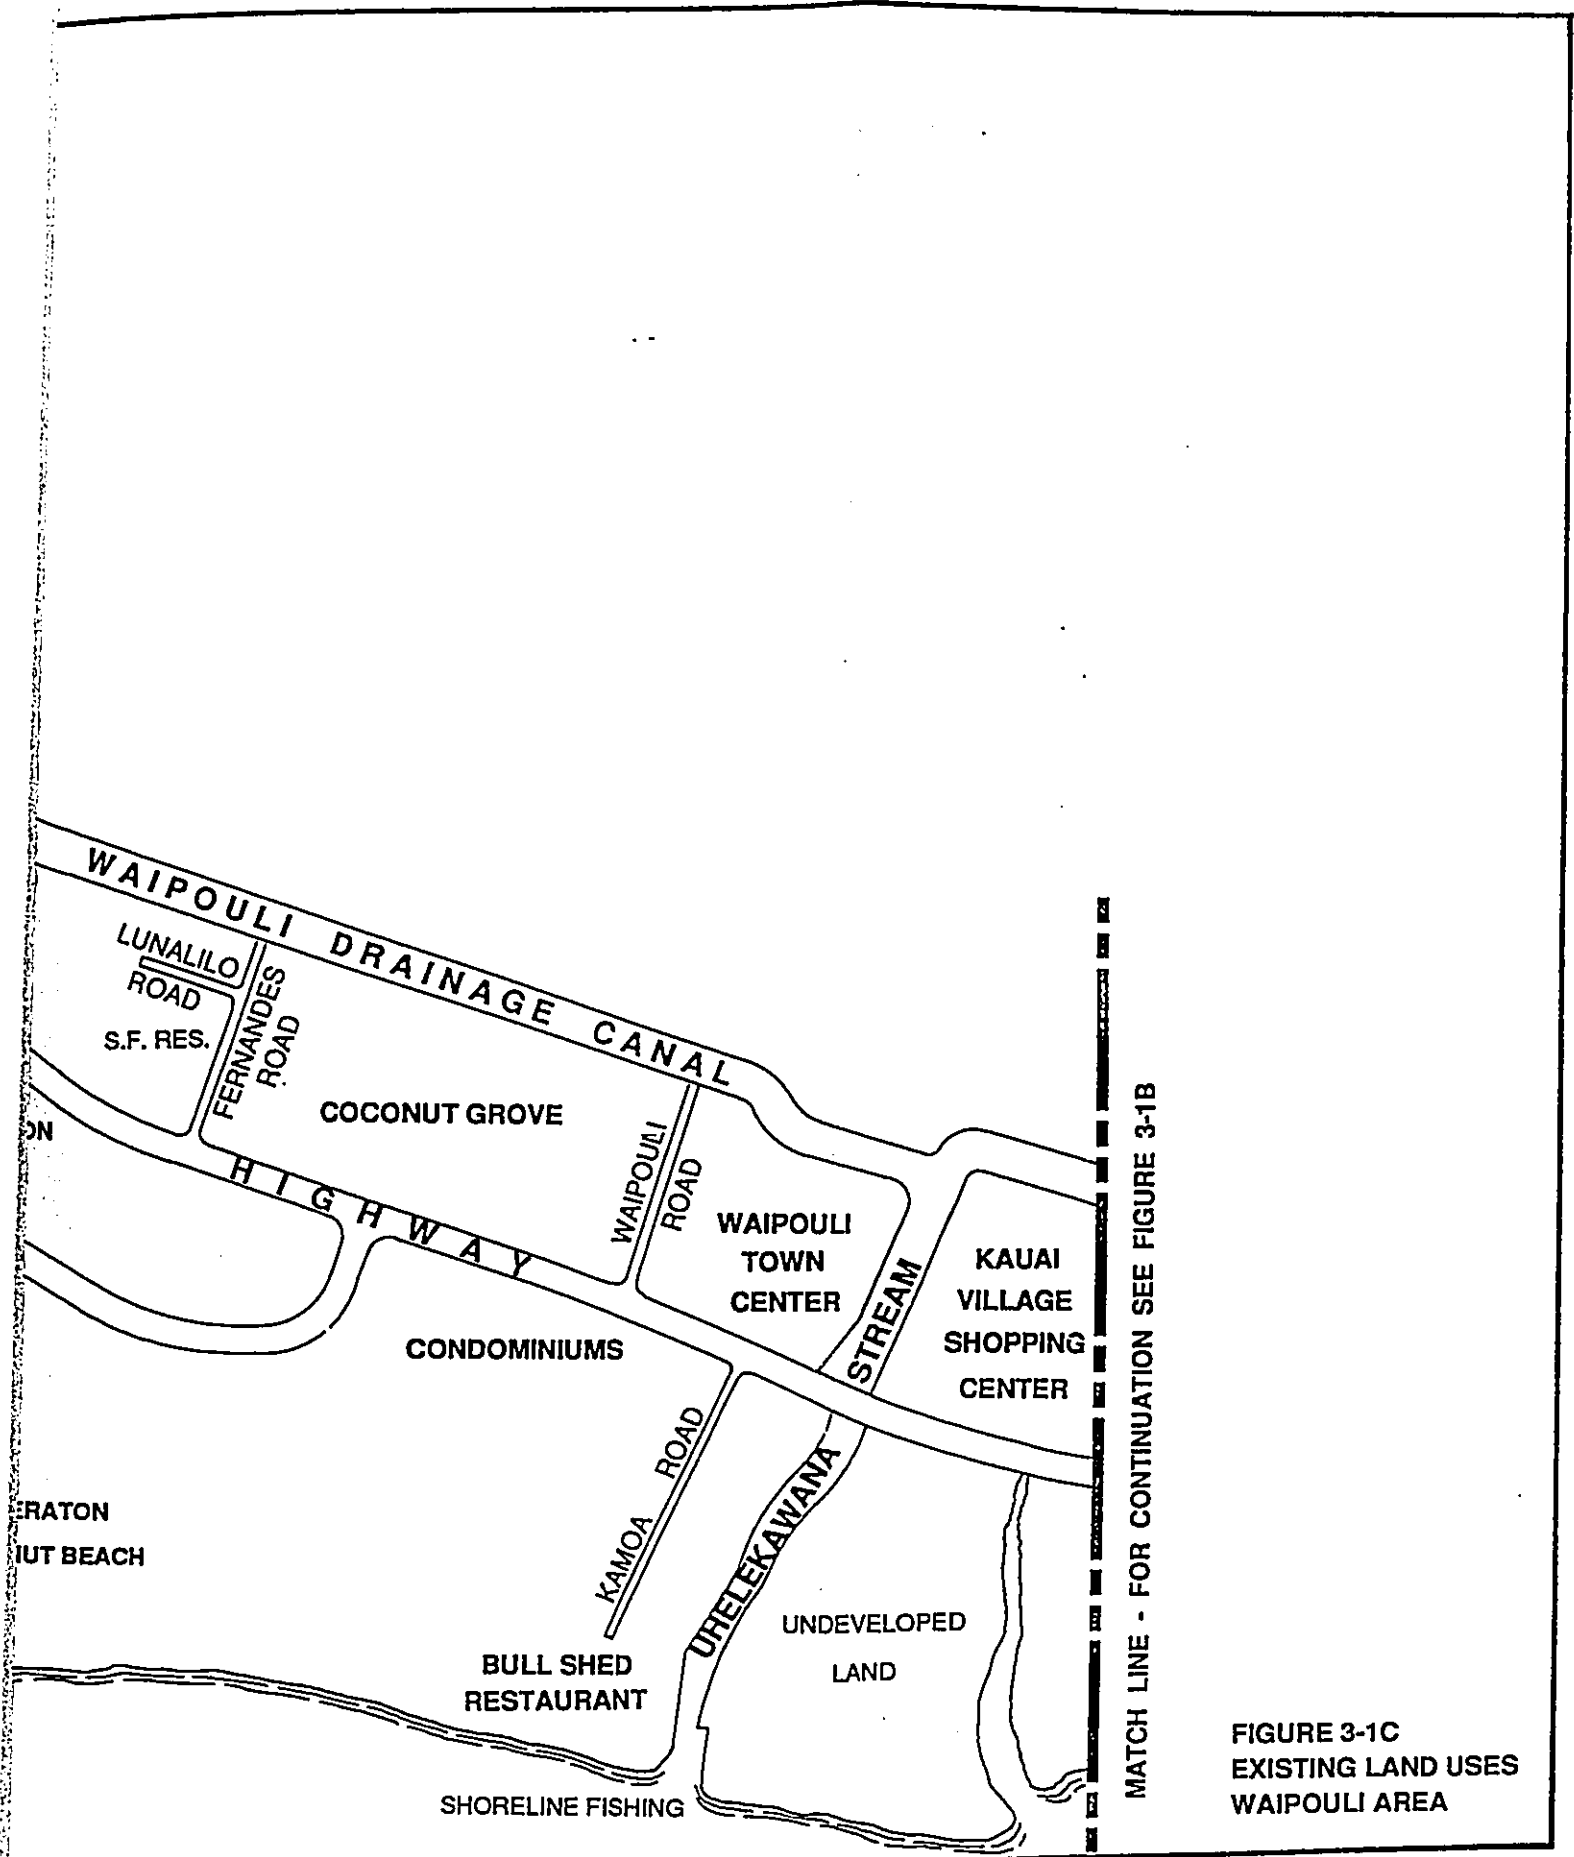 WAIPOULI DRAINAGE CANAL
LUNALILO
ROAD
S.F. RES.
FERNANDES
ROAD
COCONUT GROVE
HIGHWAY
WAIPOULI
ROAD
WAIPOULI
TOWN
CENTER
STREAM
KAUAI
VILLAGE
SHOPPING
CENTER
CONDOMINIUMS
KAMOA ROAD
UHELEKAWANA
BEACH
BULL SHED
RESTAURANT
UNDEVELOPED
LAND
SHORELINE FISHING
MATCH LINE - FOR CONTINUATION SEE FIGURE 3-1B
FIGURE 3-1C
EXISTING LAND USES
WAIPOULI AREA